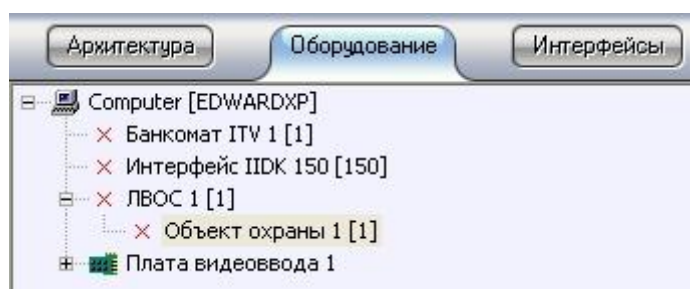 Архитектура Оборудование Интерфейсы
Computer [EDWARDXP]
Банкомат ITV 1 [1]
Интерфейс IIDK 150 [150]
ЛВОС 1 [1]
Объект охраны 1 [1]
Плата видеоввода 1